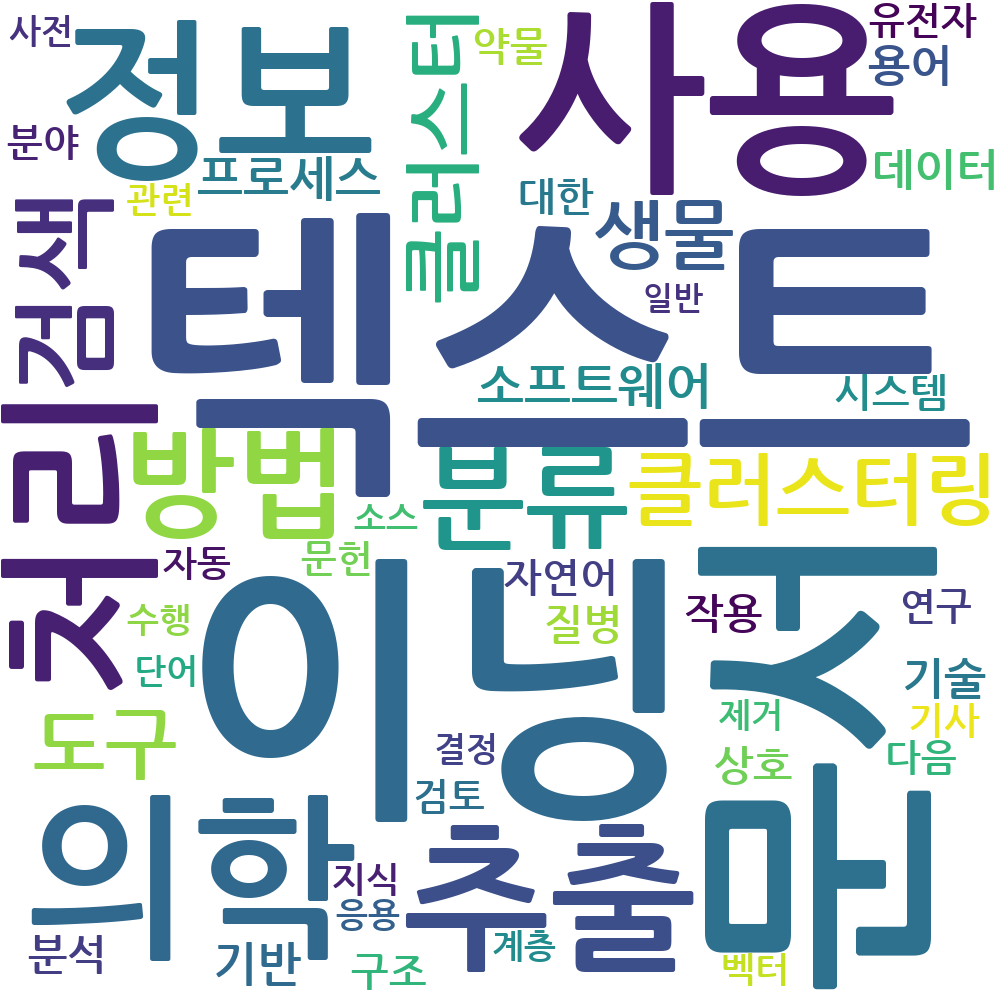 사전
정보
클러스터
약물
사용
유전자
용어
분야
프로세스
관련
대한
데이터
생물
일반
검색
텍스트
소프트웨어
시스템
처리
방법
분류
클러스터링
소스
문헌
자동
자연어
문서
이닝
질병
작용
연구
수행
단어
기술
도구
제거
기사
결정
상호
다음
검토
의학
추출
지식
응용
분석
기반
구조
계층
벡터